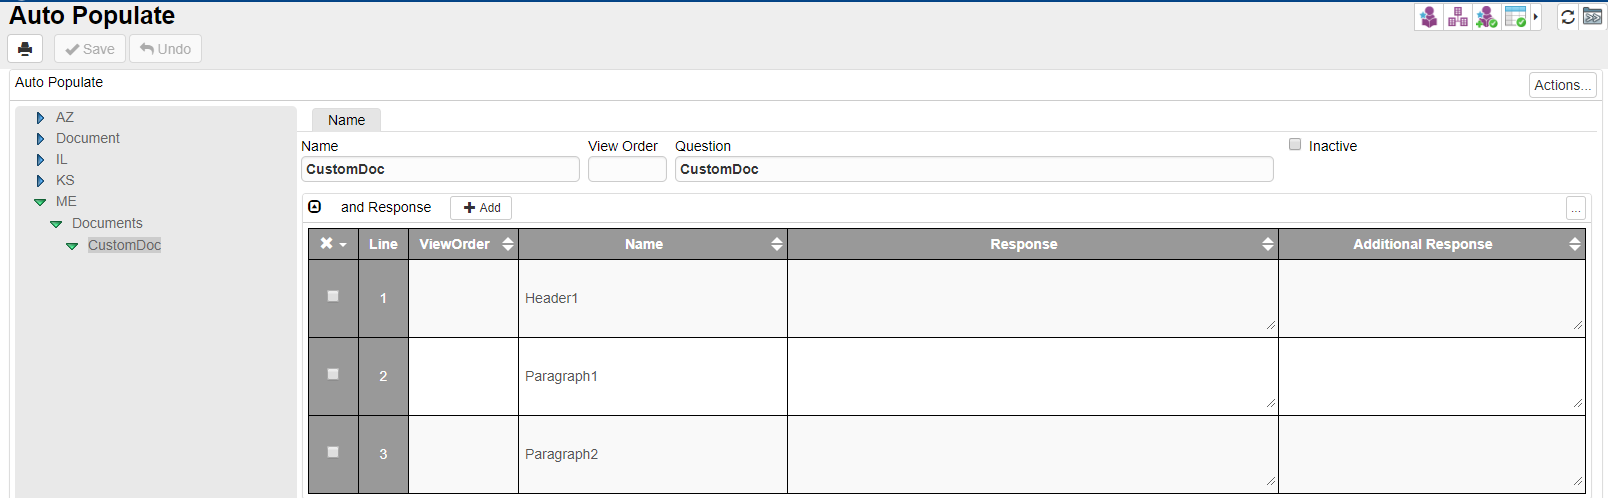 Auto Populate
Save Undo
Auto Populate Actions...
AZ
Document
IL
KS
ME
Documents
CustomDoc
Name
Name View Order Question Inactive
CustomDoc CustomDoc
and Response Add ...
Line ViewOrder Name Response Additional Response
1 Header1
2 Paragraph1
3 Paragraph2